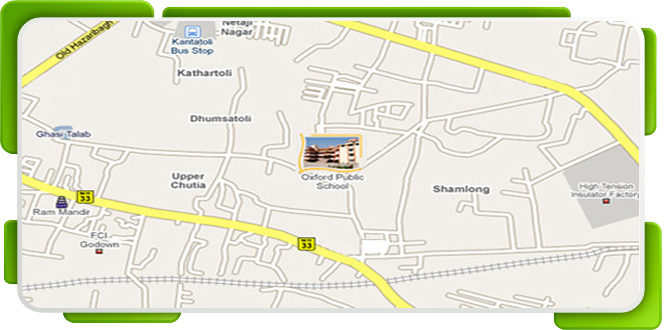 Netaji
Nagar
Old Hazaribagh
Kantatoli
Bus Stop
Kathartoli
Dhumsatoli
Ghasi Talab
Oxford Public
School
Upper
Chutia
Shamlong
High Tension
Insulator Factory
33
Ram Mandir
FCI
Godown
33